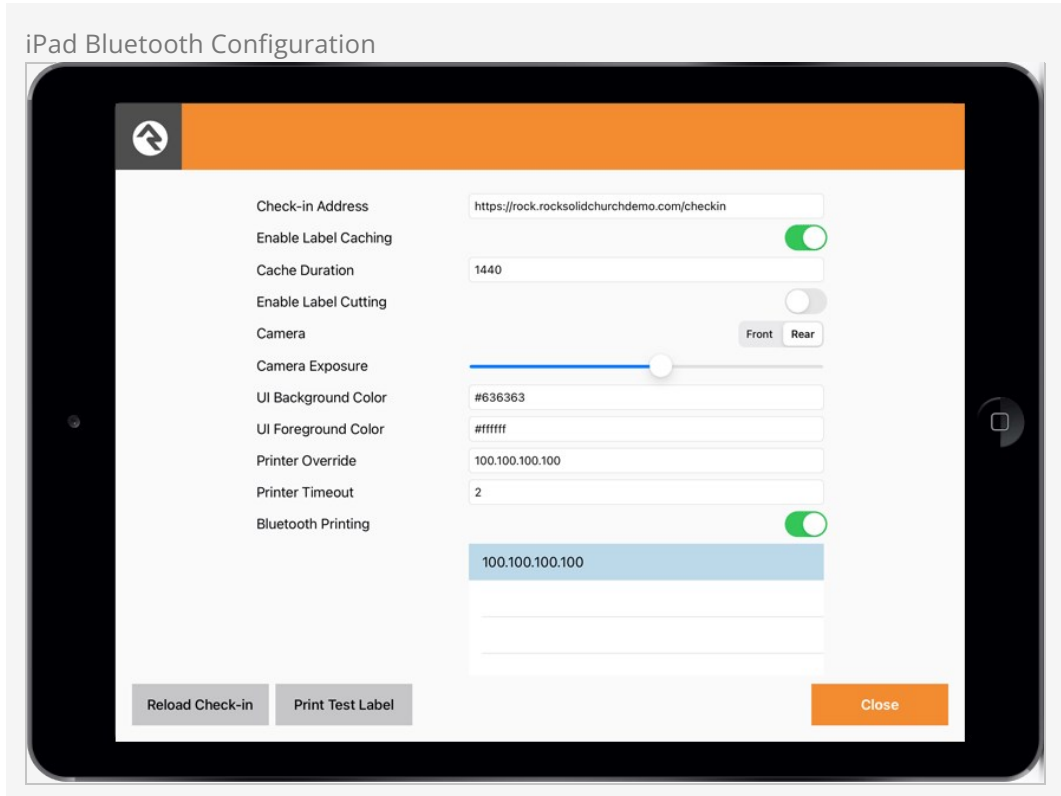 iPad Bluetooth Configuration
Check-in Address https://rock.rocksolidchurchdemo.com/checkin
Enable Label Caching
Cache Duration 1440
Enable Label Cutting
Camera Front Rear
Camera Exposure
UI Background Color #636363
UI Foreground Color #ffffff
Printer Override 100.100.100.100
Printer Timeout 2
Bluetooth Printing
100.100.100.100
Reload Check-in Print Test Label Close